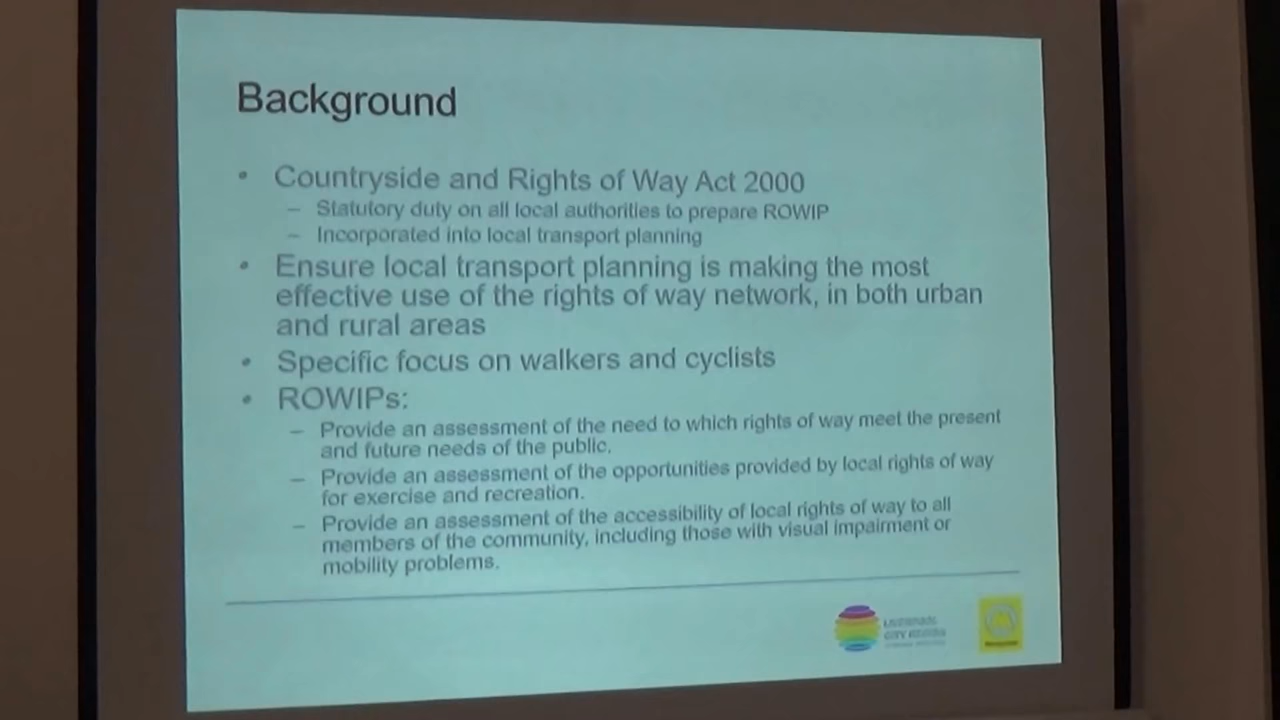 Background
• Countryside and Rights of Way Act 2000
– Statutory duty on all local authorities to prepare ROWIP
– Incorporated into local transport planning
• Ensure local transport planning is making the most
effective use of the rights of way network, in both urban
and rural areas
• Specific focus on walkers and cyclists
• ROWIPs:
– Provide an assessment of the need to which rights of way meet the present
and future needs of the public.
– Provide an assessment of the opportunities provided by local rights of way
for exercise and recreation.
– Provide an assessment of the accessibility of local rights of way to all
members of the community, including those with visual impairment or
mobility problems.
CITY REGION